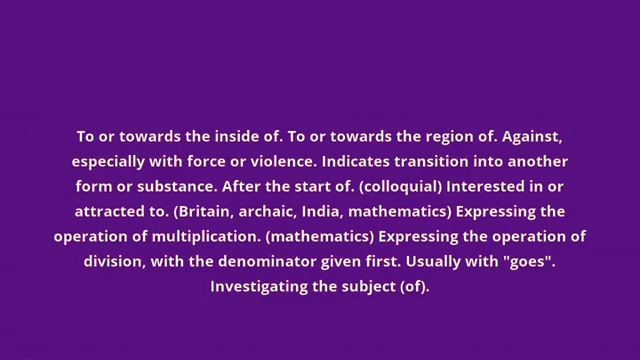 To or towards the inside of. To or towards the region of. Against,
especially with force or violence. Indicates transition into another
form or substance. After the start of. (colloquial) Interested in or
attracted to. (Britain, archaic, India, mathematics) Expressing the
operation of multiplication. (mathematics) Expressing the operation of
division, with the denominator given first. Usually with "goes".
Investigating the subject (of).